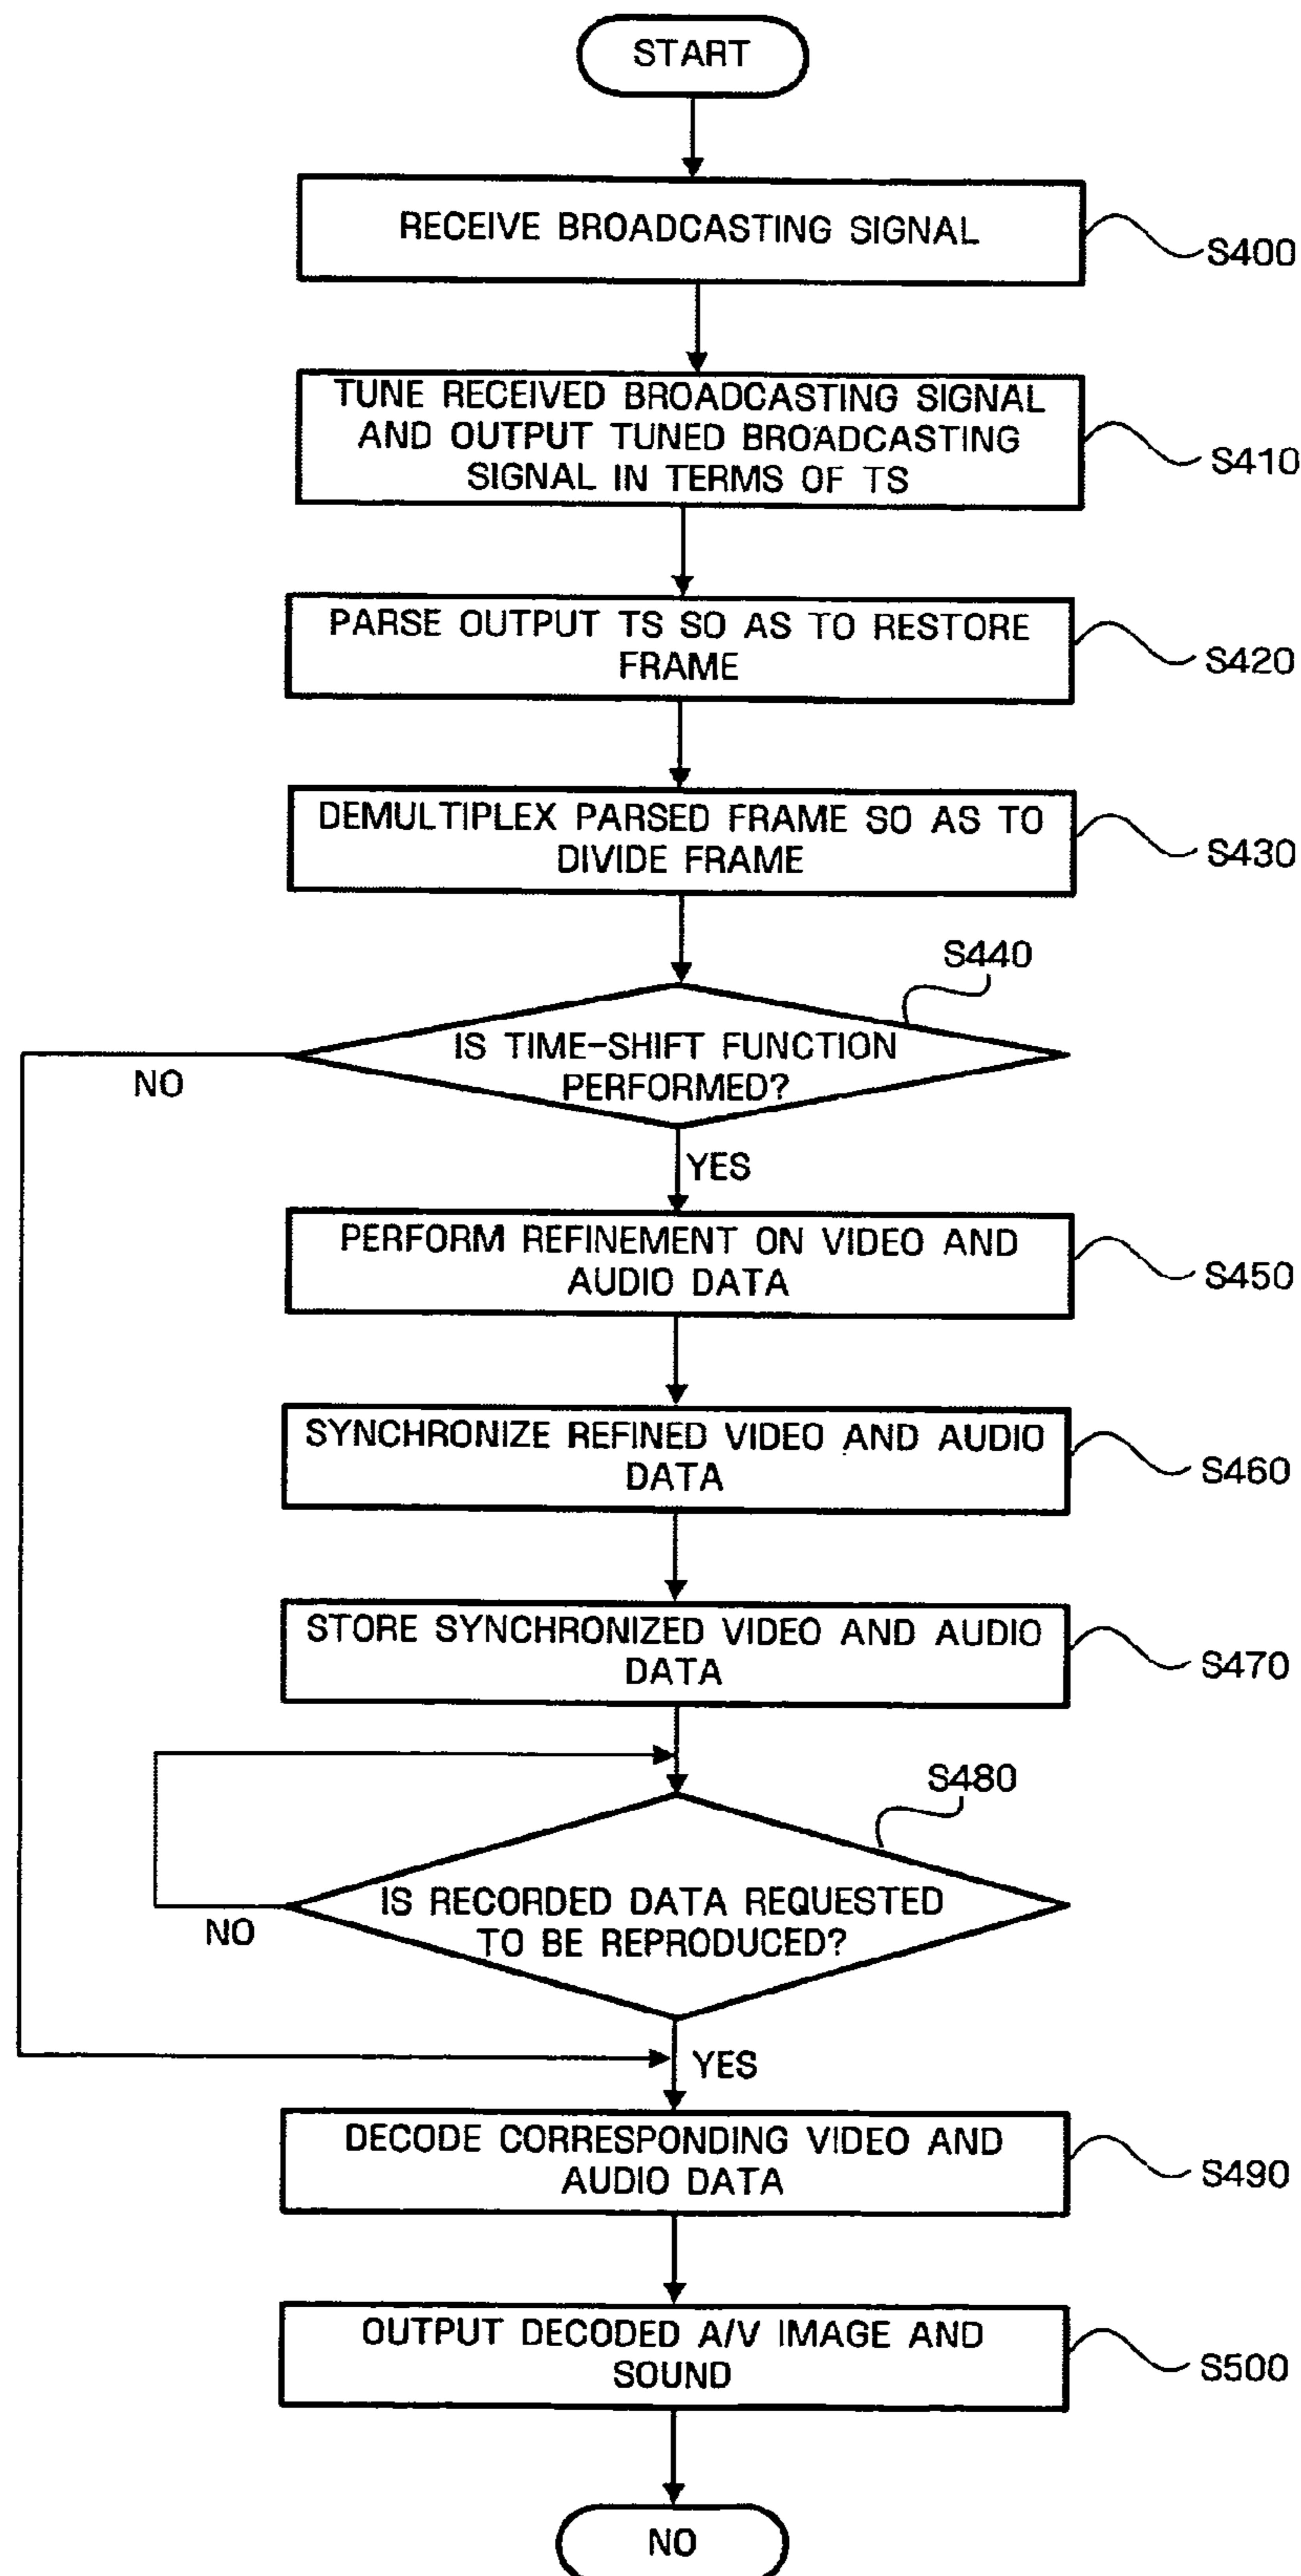 START
RECEIVE BROADCASTING SIGNAL
S400
TUNE RECEIVED BROADCASTING SIGNAL
AND OUTPUT TUNED BROADCASTING
SIGNAL IN TERMS OF TS
S410
PARSE OUTPUT TS SO AS TO RESTORE
FRAME
S420
DEMULTIPLEX PARSED FRAME SO AS TO
DIVIDE FRAME
S430
S440
IS TIME-SHIFT FUNCTION
PERFORMED?
NO
YES
PERFORM REFINEMENT ON VIDEO AND
AUDIO DATA
S450
SYNCHRONIZE REFINED VIDEO AND AUDIO
DATA
S460
STORE SYNCHRONIZED VIDEO AND AUDIO
DATA
S470
S480
IS RECORDED DATA REQUESTED
TO BE REPRODUCED?
NO
YES
DECODE CORRESPONDING VIDEO AND
AUDIO DATA
S490
OUTPUT DECODED A/V IMAGE AND
SOUND
S500
NO